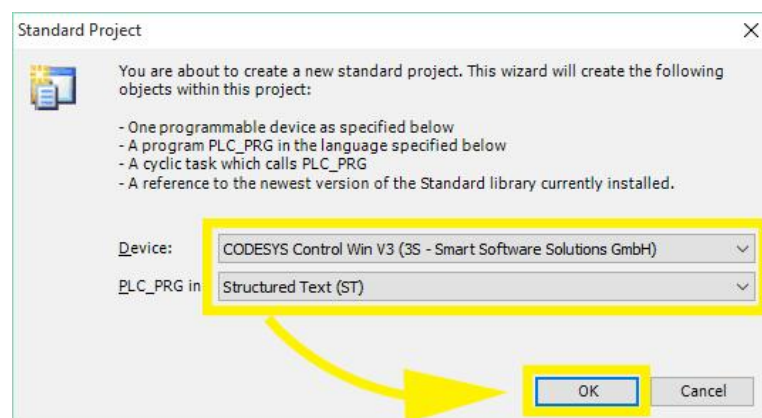 Standard Project
You are about to create a new standard project. This wizard will create the following
objects within this project:
- One programmable device as specified below
- A program PLC_PRG in the language specified below
- A cyclic task which calls PLC_PRG
- A reference to the newest version of the Standard library currently installed.
Device: CODESYS Control Win V3 (3S - Smart Software Solutions GmbH)
PLC_PRG in Structured Text (ST)
OK Cancel